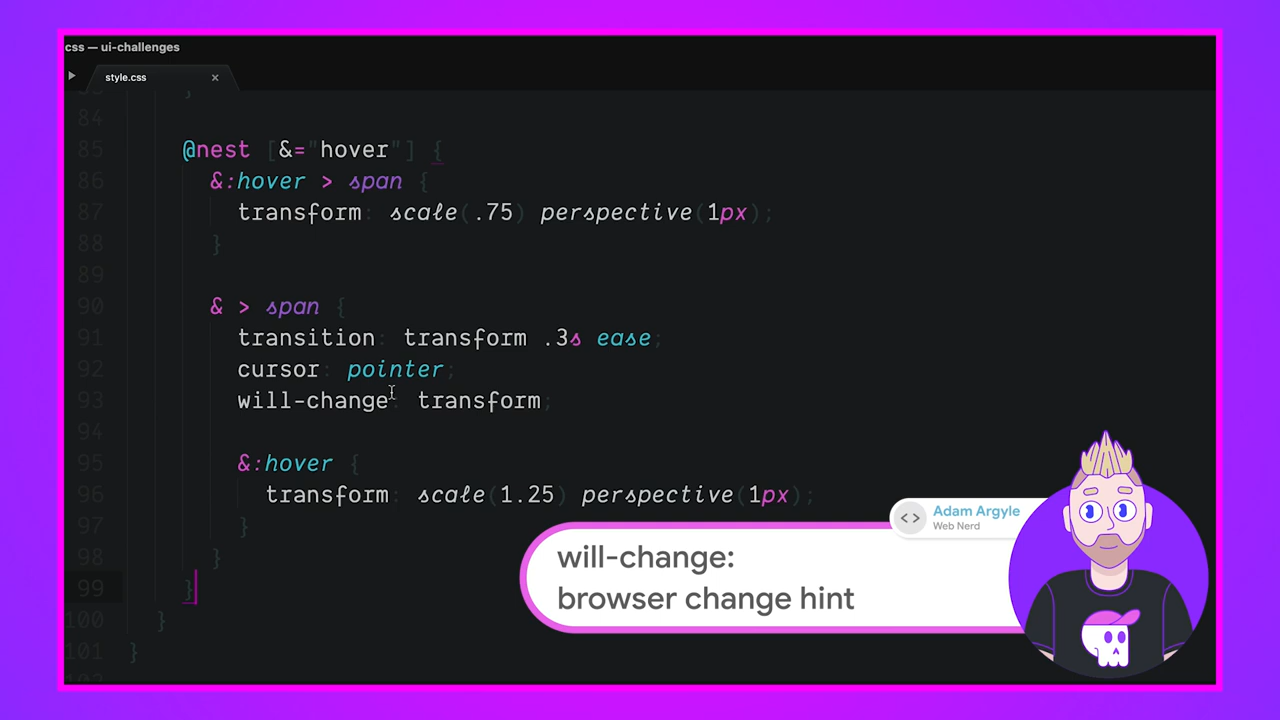 css — ui-challenges
style.css ×
83 }
84
85 @nest [&="hover"] {
86 &:hover > span {
87 transform: scale(.75) perspective(1px);
88 }
89
90 & > span {
91 transition: transform .3s ease;
92 cursor: pointer;
93 will-change: transform;
94
95 &:hover {
96 transform: scale(1.25) perspective(1px);
97 }
98 }
99 }
100 }
101 }
102
Adam Argyle
Web Nerd
will-change:
browser change hint